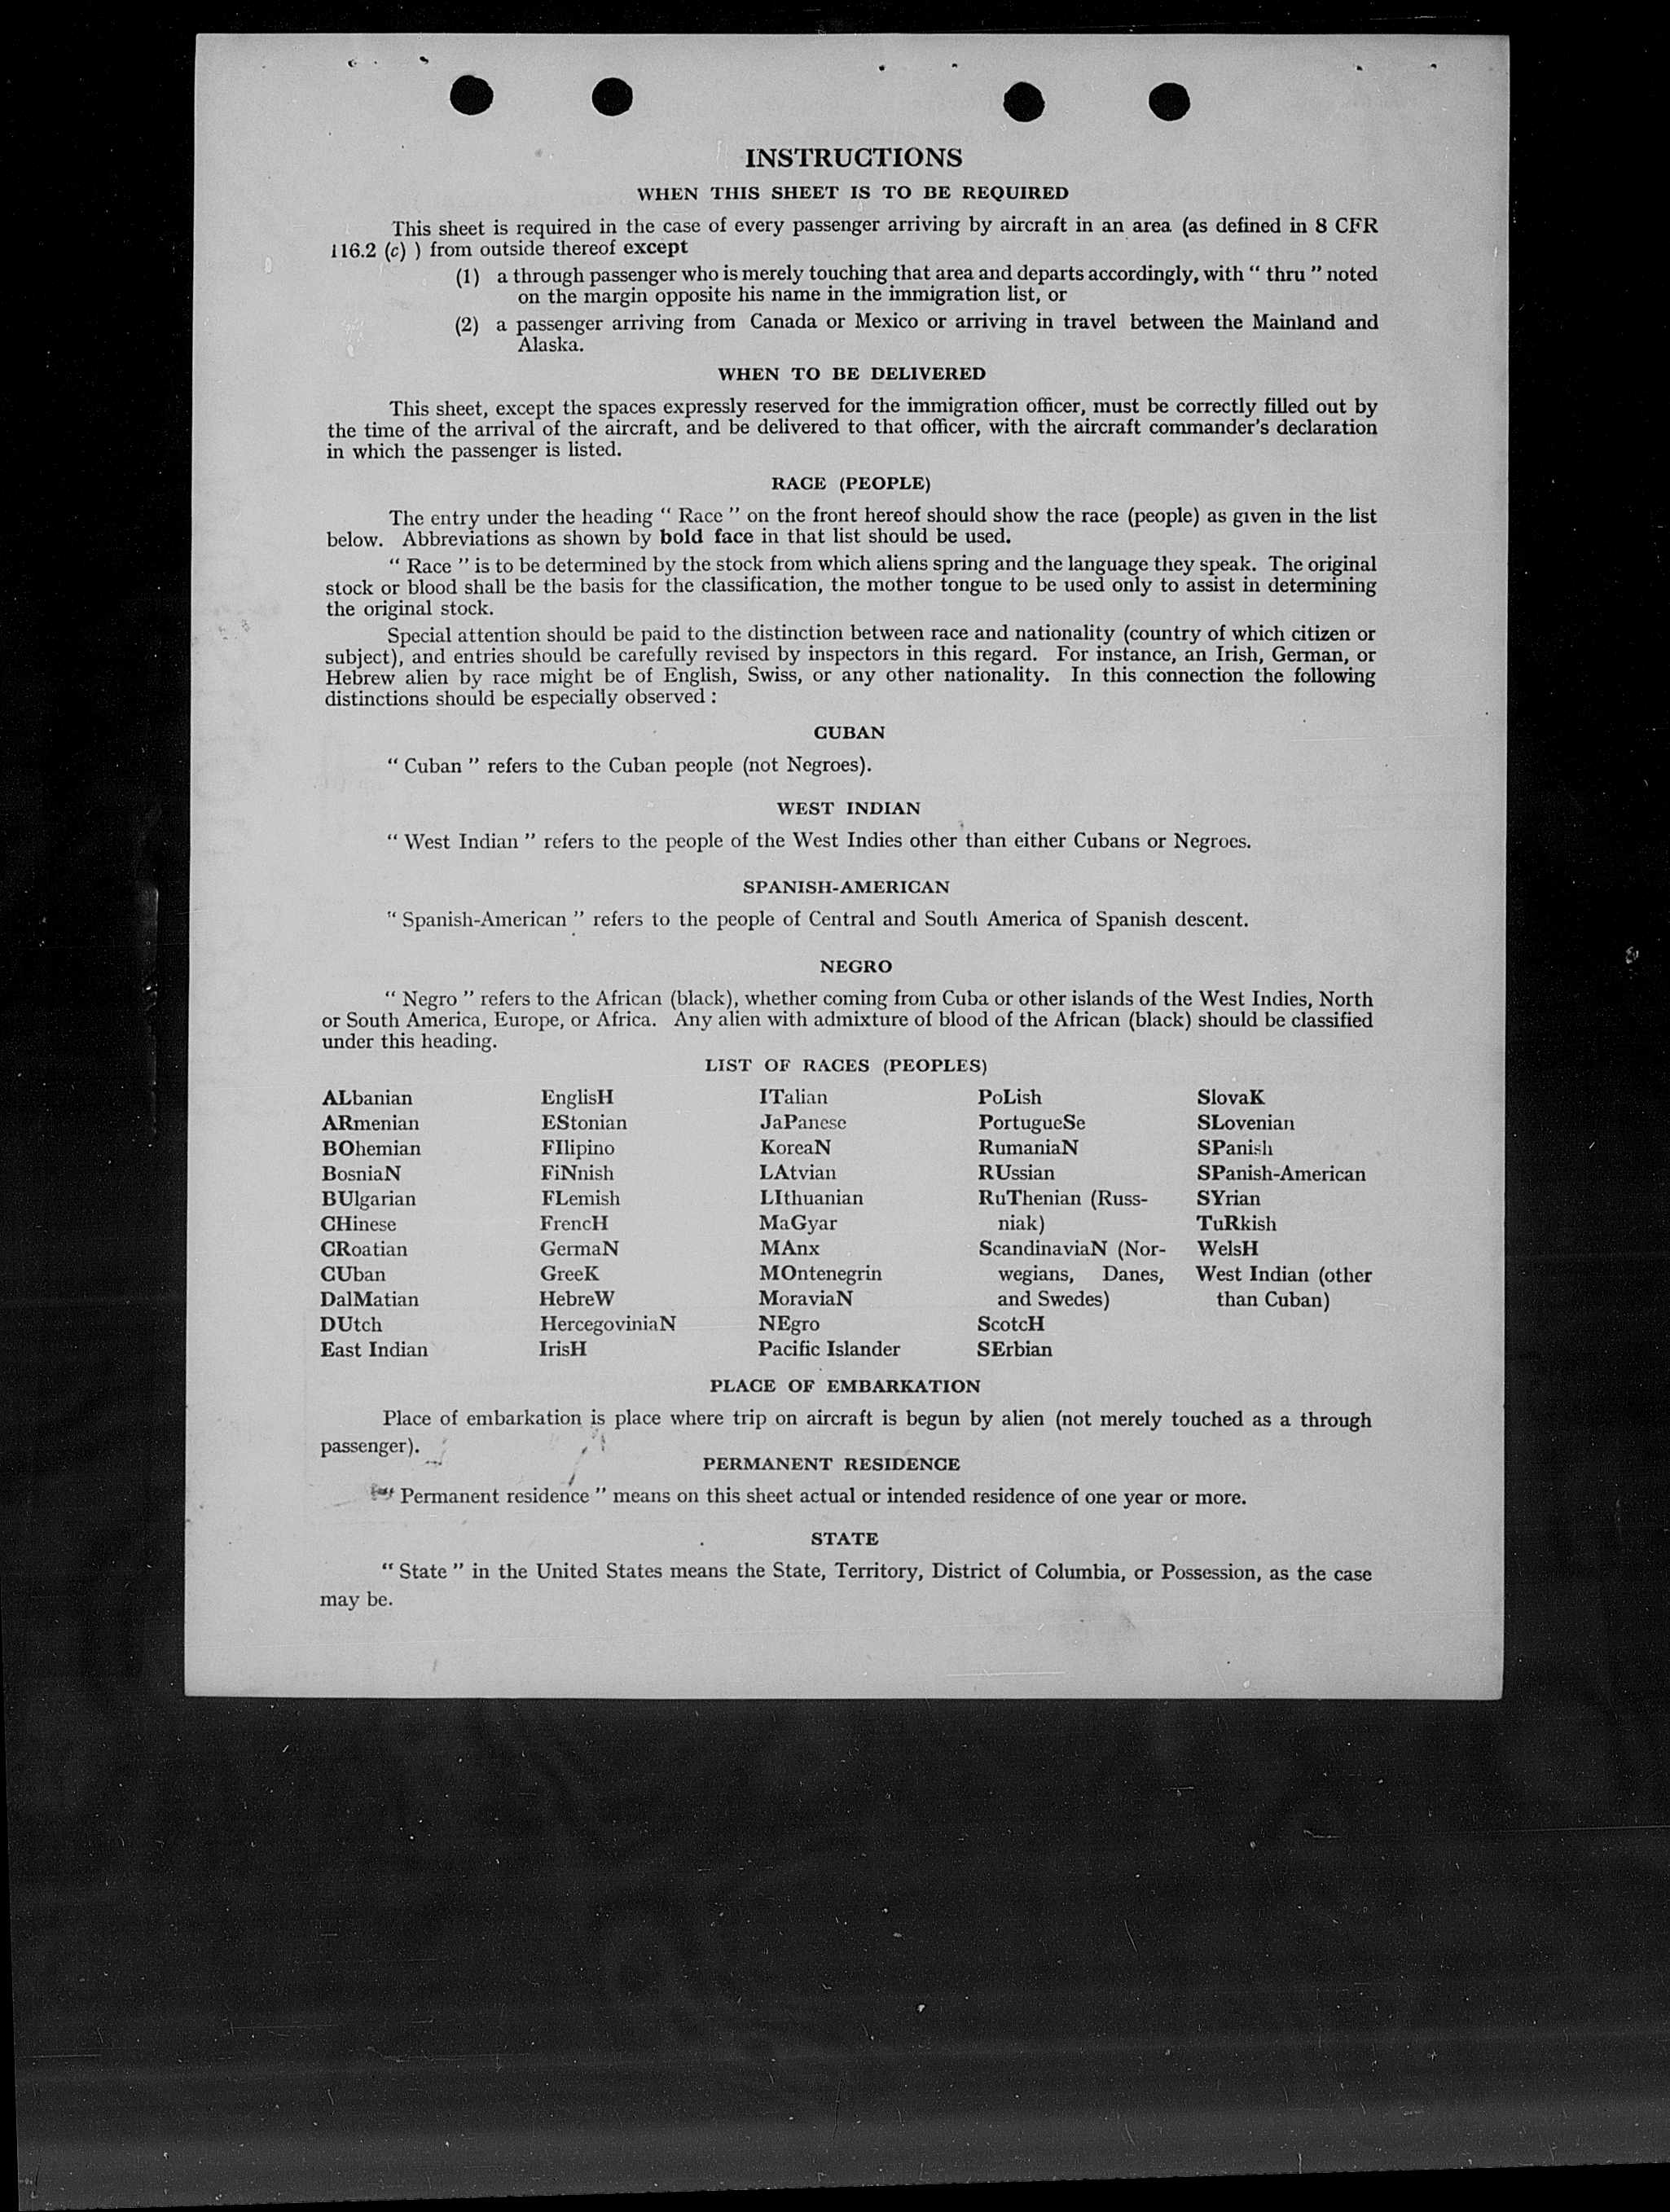 INSTRUCTIONS
WHEN THIS SHEET IS TO BE REQUIRED
This sheet is required in the case of every passenger arriving by aircraft in an area (as defined in 8 CFR
116.2 (c) ) from outside thereof except
(1) a through passenger who is merely touching that area and departs accordingly, with “ thru ” noted
on the margin opposite his name in the immigration list, or
(2) a passenger arriving from Canada or Mexico or arriving in travel between the Mainland and
Alaska.
WHEN TO BE DELIVERED
This sheet, except the spaces expressly reserved for the immigration officer, must be correctly filled out by
the time of the arrival of the aircraft, and be delivered to that officer, with the aircraft commander's declaration
in which the passenger is listed.
RACE (PEOPLE)
The entry under the heading “ Race ” on the front hereof should show the race (people) as given in the list
below. Abbreviations as shown by bold face in that list should be used.
“ Race ” is to be determined by the stock from which aliens spring and the language they speak. The original
stock or blood shall be the basis for the classification, the mother tongue to be used only to assist in determining
the original stock.
Special attention should be paid to the distinction between race and nationality (country of which citizen or
subject), and entries should be carefully revised by inspectors in this regard. For instance, an Irish, German, or
Hebrew alien by race might be of English, Swiss, or any other nationality. In this connection the following
distinctions should be especially observed :
CUBAN
“ Cuban ” refers to the Cuban people (not Negroes).
WEST INDIAN
“ West Indian ” refers to the people of the West Indies other than either Cubans or Negroes.
SPANISH-AMERICAN
“ Spanish-American ” refers to the people of Central and South America of Spanish descent.
NEGRO
“ Negro ” refers to the African (black), whether coming from Cuba or other islands of the West Indies, North
or South America, Europe, or Africa. Any alien with admixture of blood of the African (black) should be classified
under this heading.
LIST OF RACES (PEOPLES)
ALbanian
ARmenian
BOhemian
BosniaN
BUlgarian
CHinese
CRoatian
CUban
DalMatian
DUtch
East Indian
EnglisH
EStonian
FIlipino
FiNnish
FLemish
FrencH
GermaN
GreeK
HebreW
HercegoviniaN
IrisH
ITalian
JaPanese
KoreaN
LAtvian
LIthuanian
MaGyar
MAnx
MOntenegrin
MoraviaN
NEgro
Pacific Islander
PoLish
PortugueSe
RumaniaN
RUssian
RuThenian (Russ-
niak)
ScandinaviaN (Nor-
wegians, Danes,
and Swedes)
ScotcH
SErbian
SlovaK
SLovenian
SPanish
SPanish-American
SYrian
TuRkish
WelsH
West Indian (other
than Cuban)
PLACE OF EMBARKATION
Place of embarkation is place where trip on aircraft is begun by alien (not merely touched as a through
passenger).
PERMANENT RESIDENCE
“ Permanent residence ” means on this sheet actual or intended residence of one year or more.
STATE
“ State ” in the United States means the State, Territory, District of Columbia, or Possession, as the case
may be.